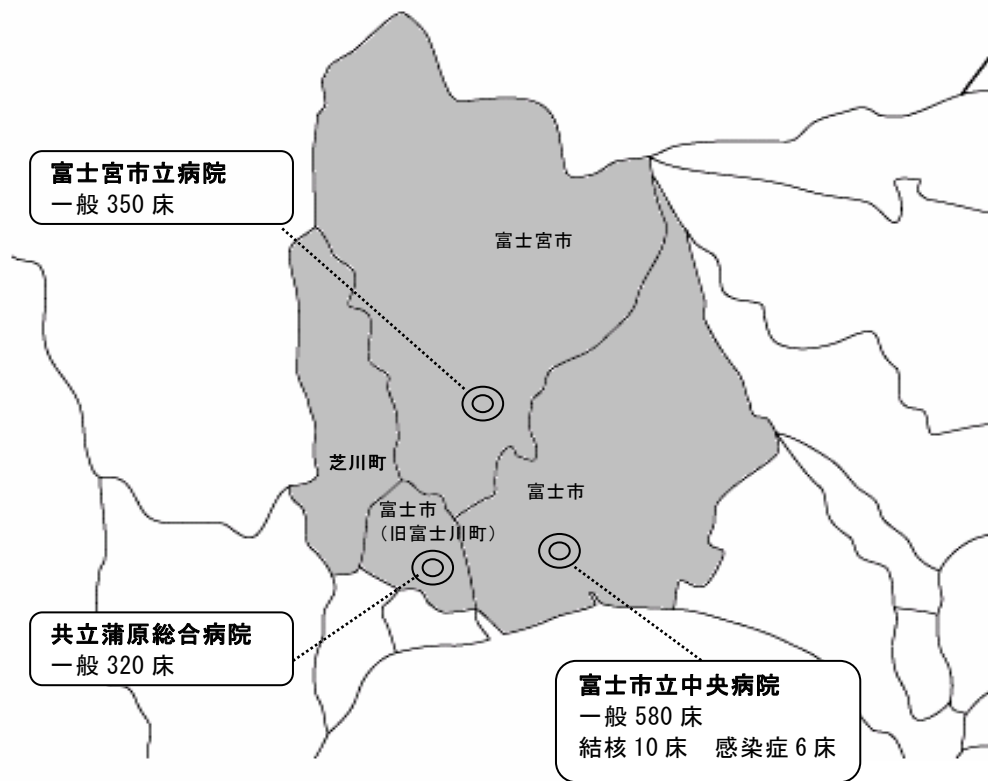 富士宮市立病院
一般 350 床
富士宮市
芝川町
富士市
（旧富士川町）
富士市
共立蒲原総合病院
一般 320 床
富士市立中央病院
一般 580 床
結核 10 床　感染症 6 床